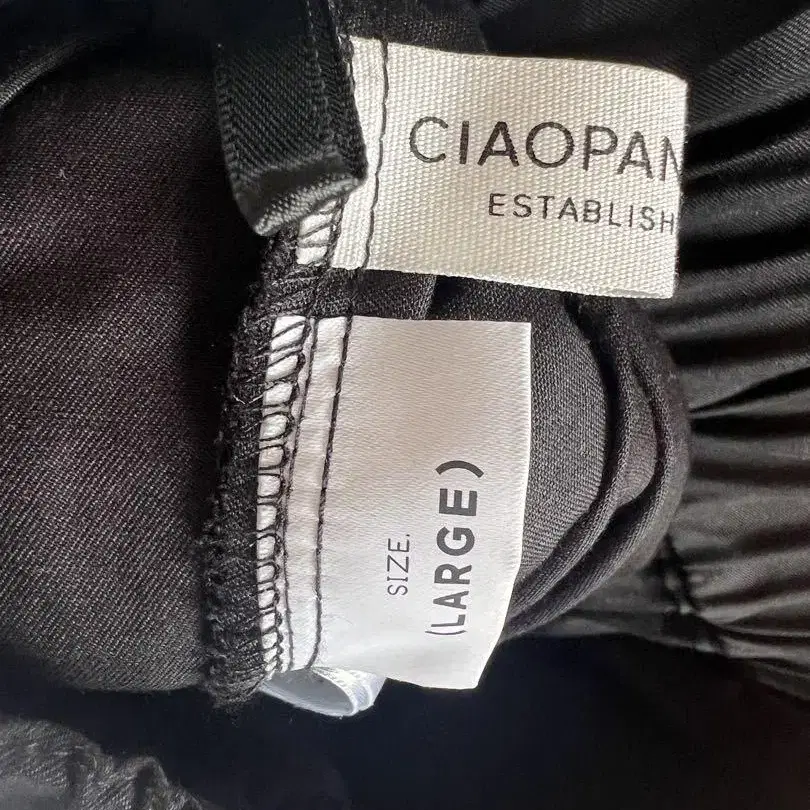 CIAOPAN
ESTABLISH
SIZE.
(LARGE)